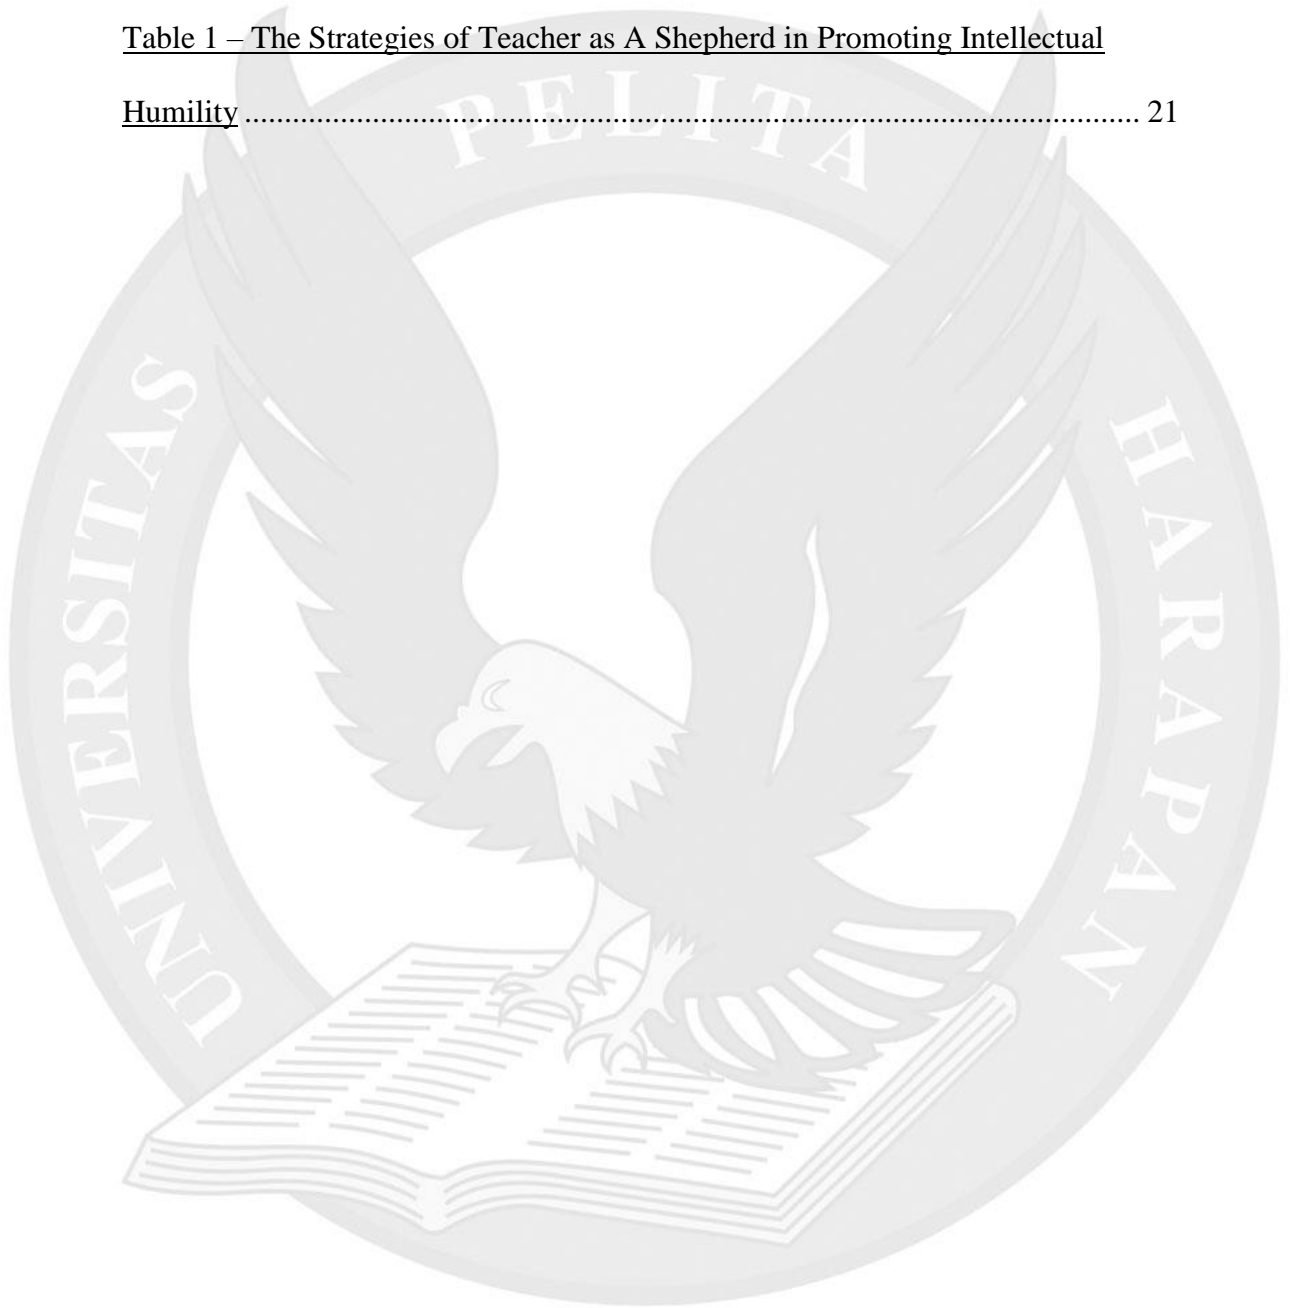 Table 1 – The Strategies of Teacher as A Shepherd in Promoting Intellectual
Humility ................................................................................................................ 21
UNIVERSITAS PELITA HARAPAN